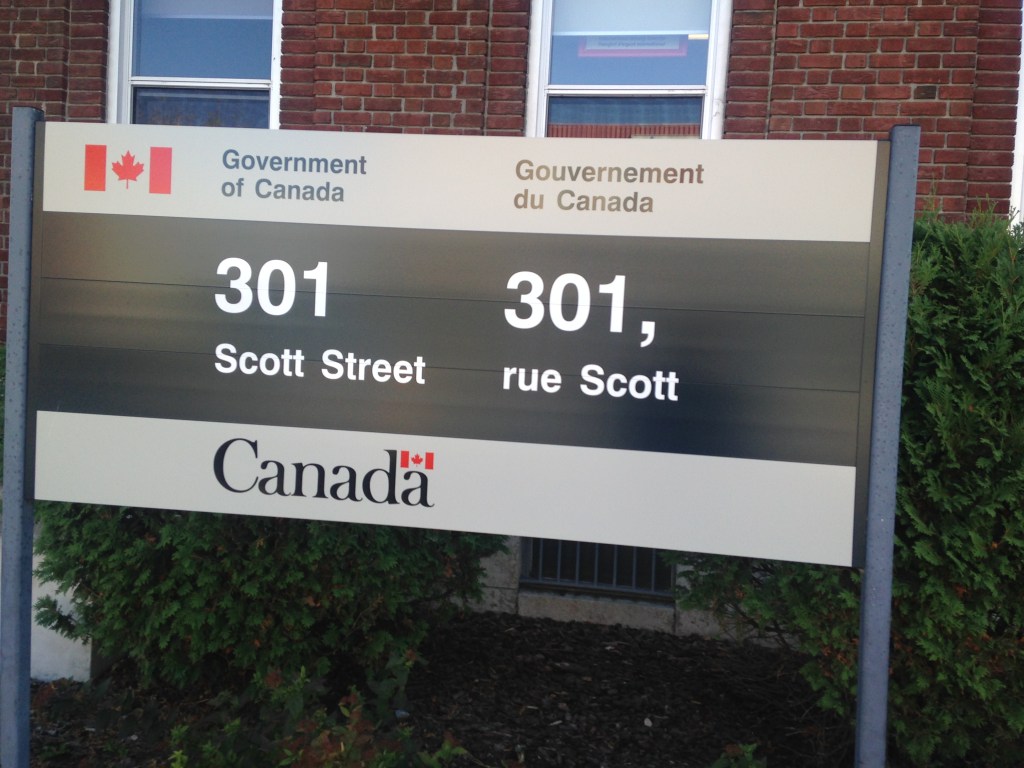 Government
of Canada
Gouvernement
du Canada
301
Scott Street
301,
rue Scott
Canada